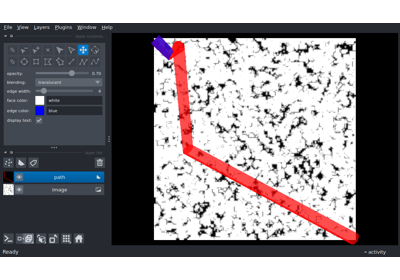 File View Layers Plugins Window Help
opacity: 0.70
blending: translucent
edge width:
face color: white
edge color: blue
display text:
path
Image
Ready
activity